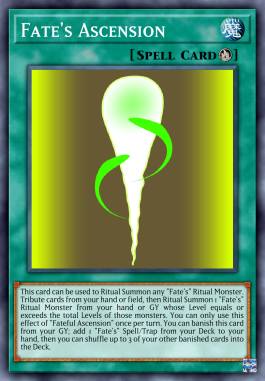 Fate's Ascension
魔
[Spell Card]
This card can be used to Ritual Summon any "Fate's" Ritual Monster.
Tribute cards from your hand or field, then Ritual Summon 1 "Fate's"
Ritual Monster from your hand or GY whose Level equals or
exceeds the total Levels of those monsters. You can only use this
effect of "Fateful Ascension" once per turn. You can banish this card
from your GY; add 1 "Fate's" Spell/Trap from your Deck to your
hand, then you can shuffle up to 3 of your other banished cards into
the Deck.